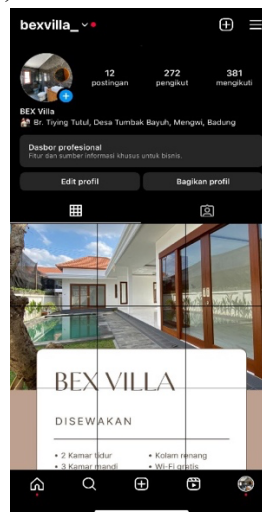 bexvilla_
12 272 381
postingan pengikut mengikuti
BEX Villa
Br. Tiying Tutul, Desa Tumbak Bayuh, Mengwi, Badung
Dasbor profesional
Fitur dan sumber informasi khusus untuk bisnis.
Edit profil Bagikan profil
BEX VILLA
DISEWAKAN
• 2 Kamar tidur • Kolam renang
• 3 Kamar mandi • Wi-Fi gratis